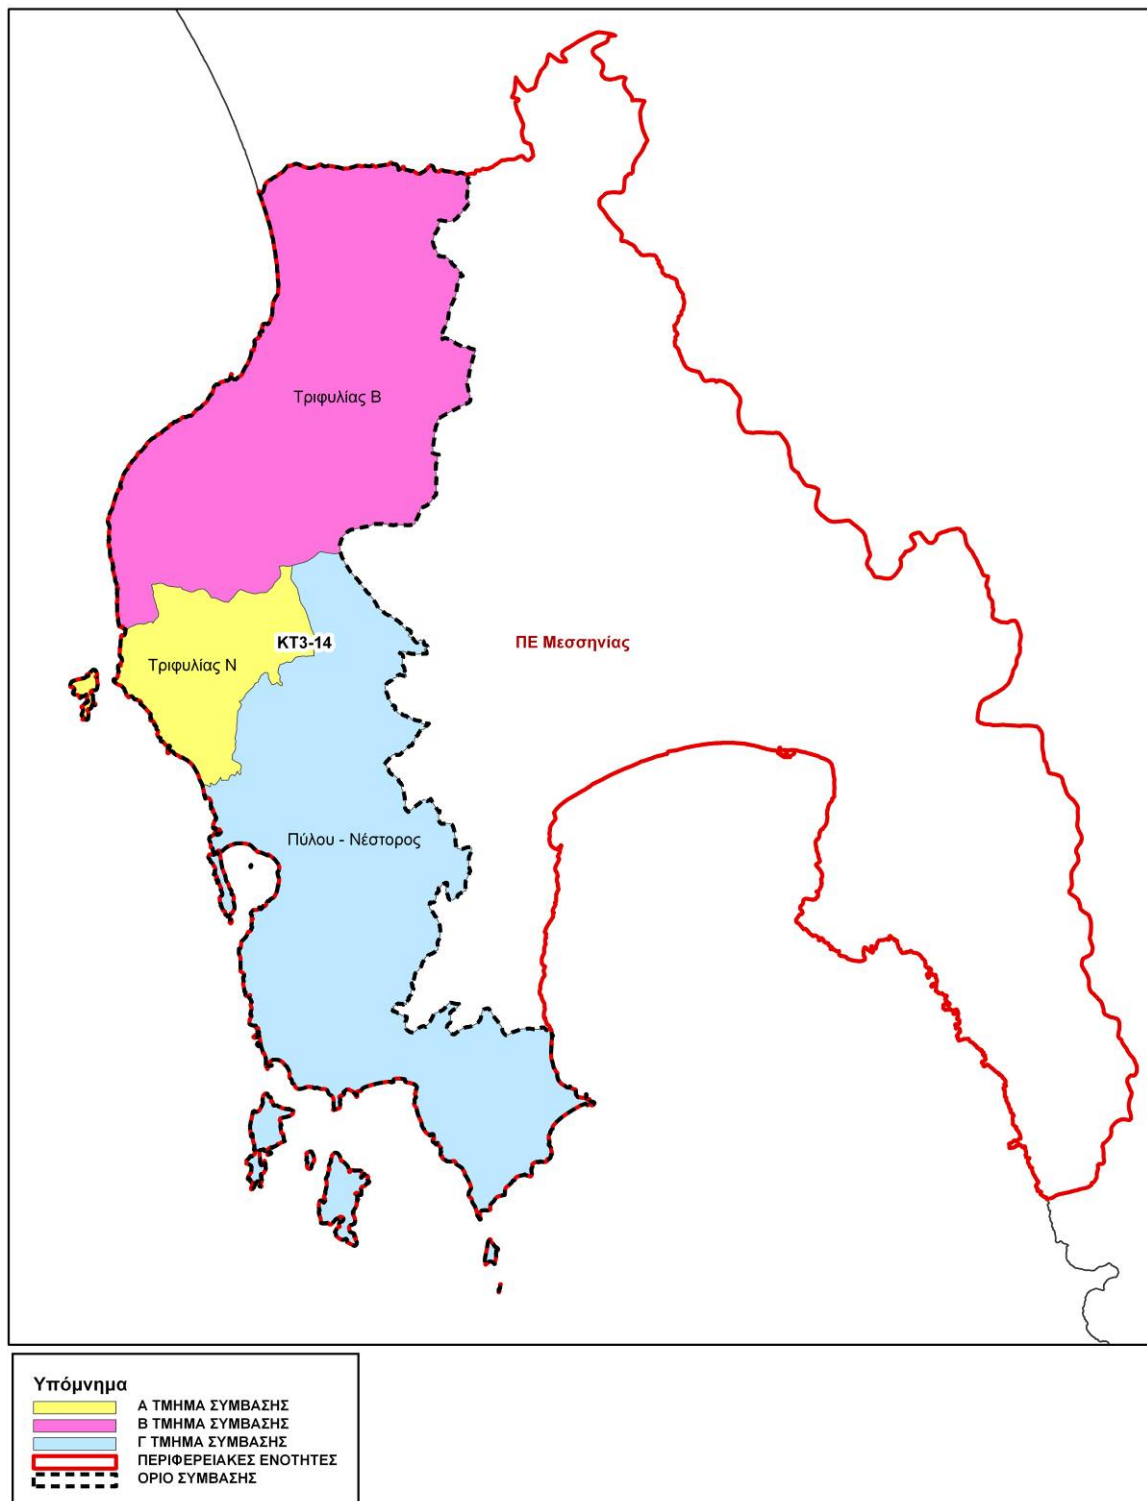 Τριφυλίας Β
ΚΤ3-14
ΠΕ Μεσσηνίας
Τριφυλίας Ν
Πύλου - Νέστορος
Υπόμνημα
Α ΤΜΗΜΑ ΣΥΜΒΑΣΗΣ
Β ΤΜΗΜΑ ΣΥΜΒΑΣΗΣ
Γ ΤΜΗΜΑ ΣΥΜΒΑΣΗΣ
ΠΕΡΙΦΕΡΕΙΑΚΕΣ ΕΝΟΤΗΤΕΣ
ΟΡΙΟ ΣΥΜΒΑΣΗΣ